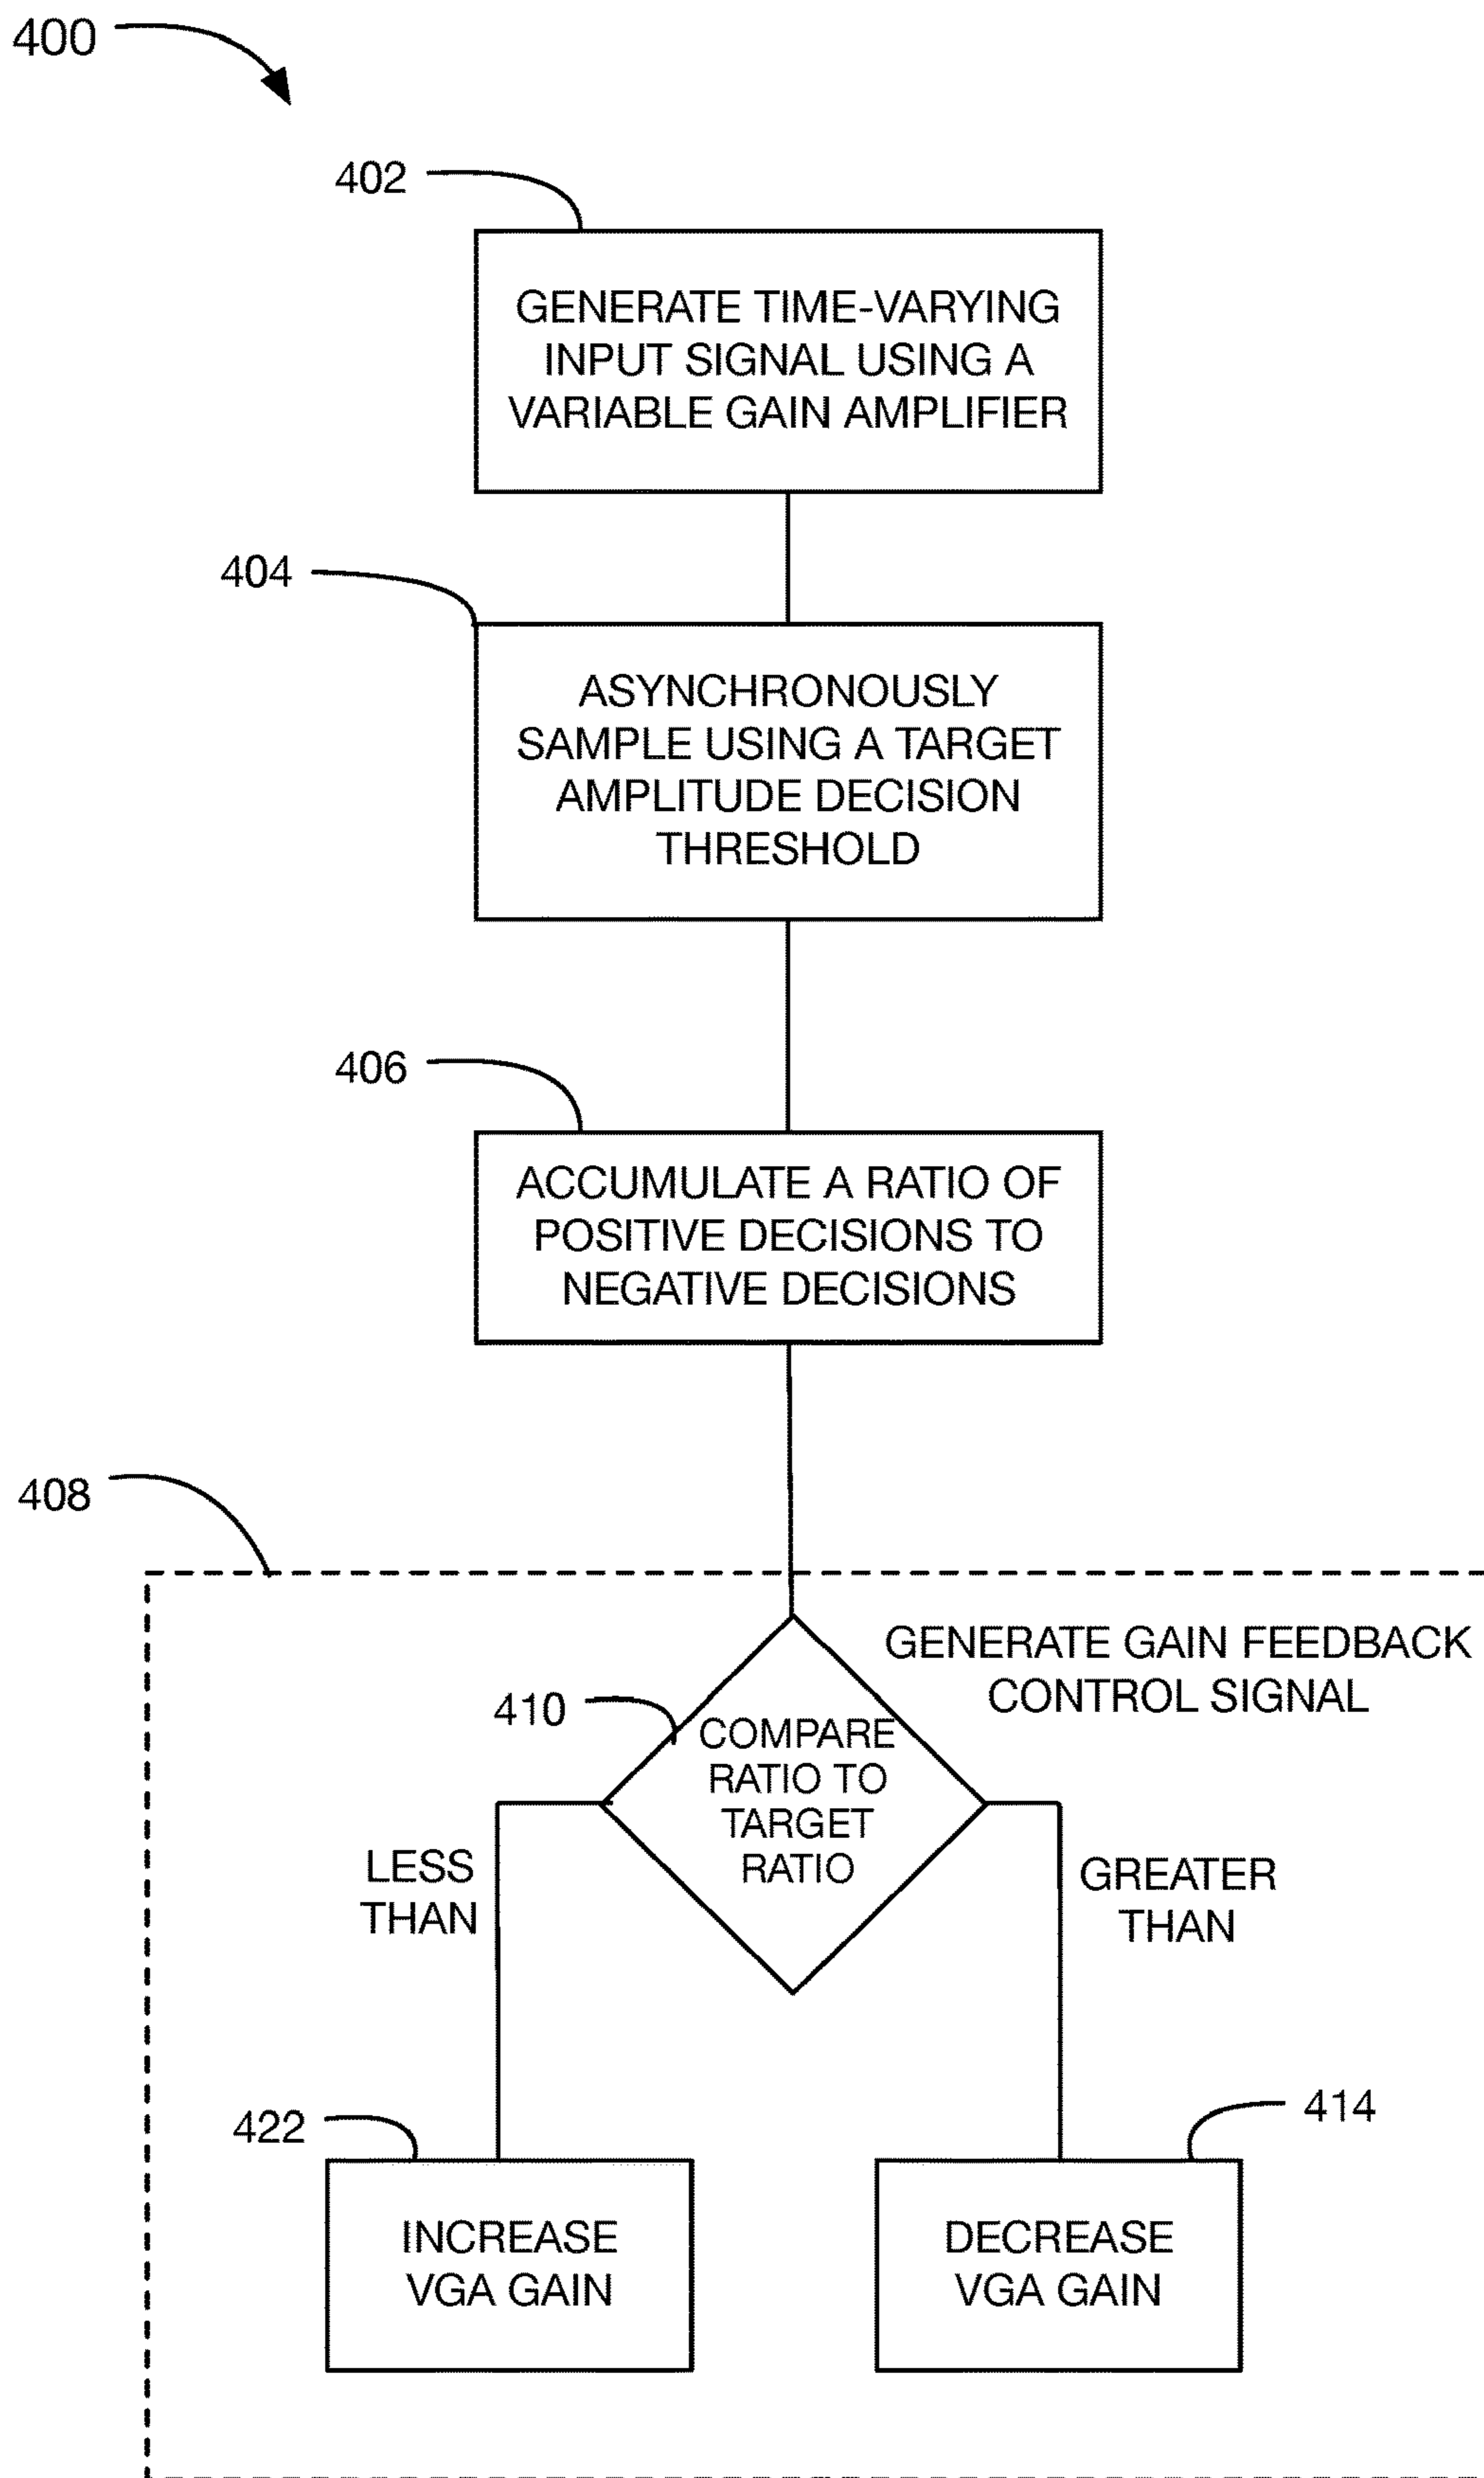 400
402
GENERATE TIME-VARYING
INPUT SIGNAL USING A
VARIABLE GAIN AMPLIFIER
404
ASYNCHRONOUSLY
SAMPLE USING A TARGET
AMPLITUDE DECISION
THRESHOLD
406
ACCUMULATE A RATIO OF
POSITIVE DECISIONS TO
NEGATIVE DECISIONS
408
GENERATE GAIN FEEDBACK
CONTROL SIGNAL
410
COMPARE
RATIO TO
TARGET
RATIO
LESS
THAN
GREATER
THAN
422
INCREASE
VGA GAIN
414
DECREASE
VGA GAIN